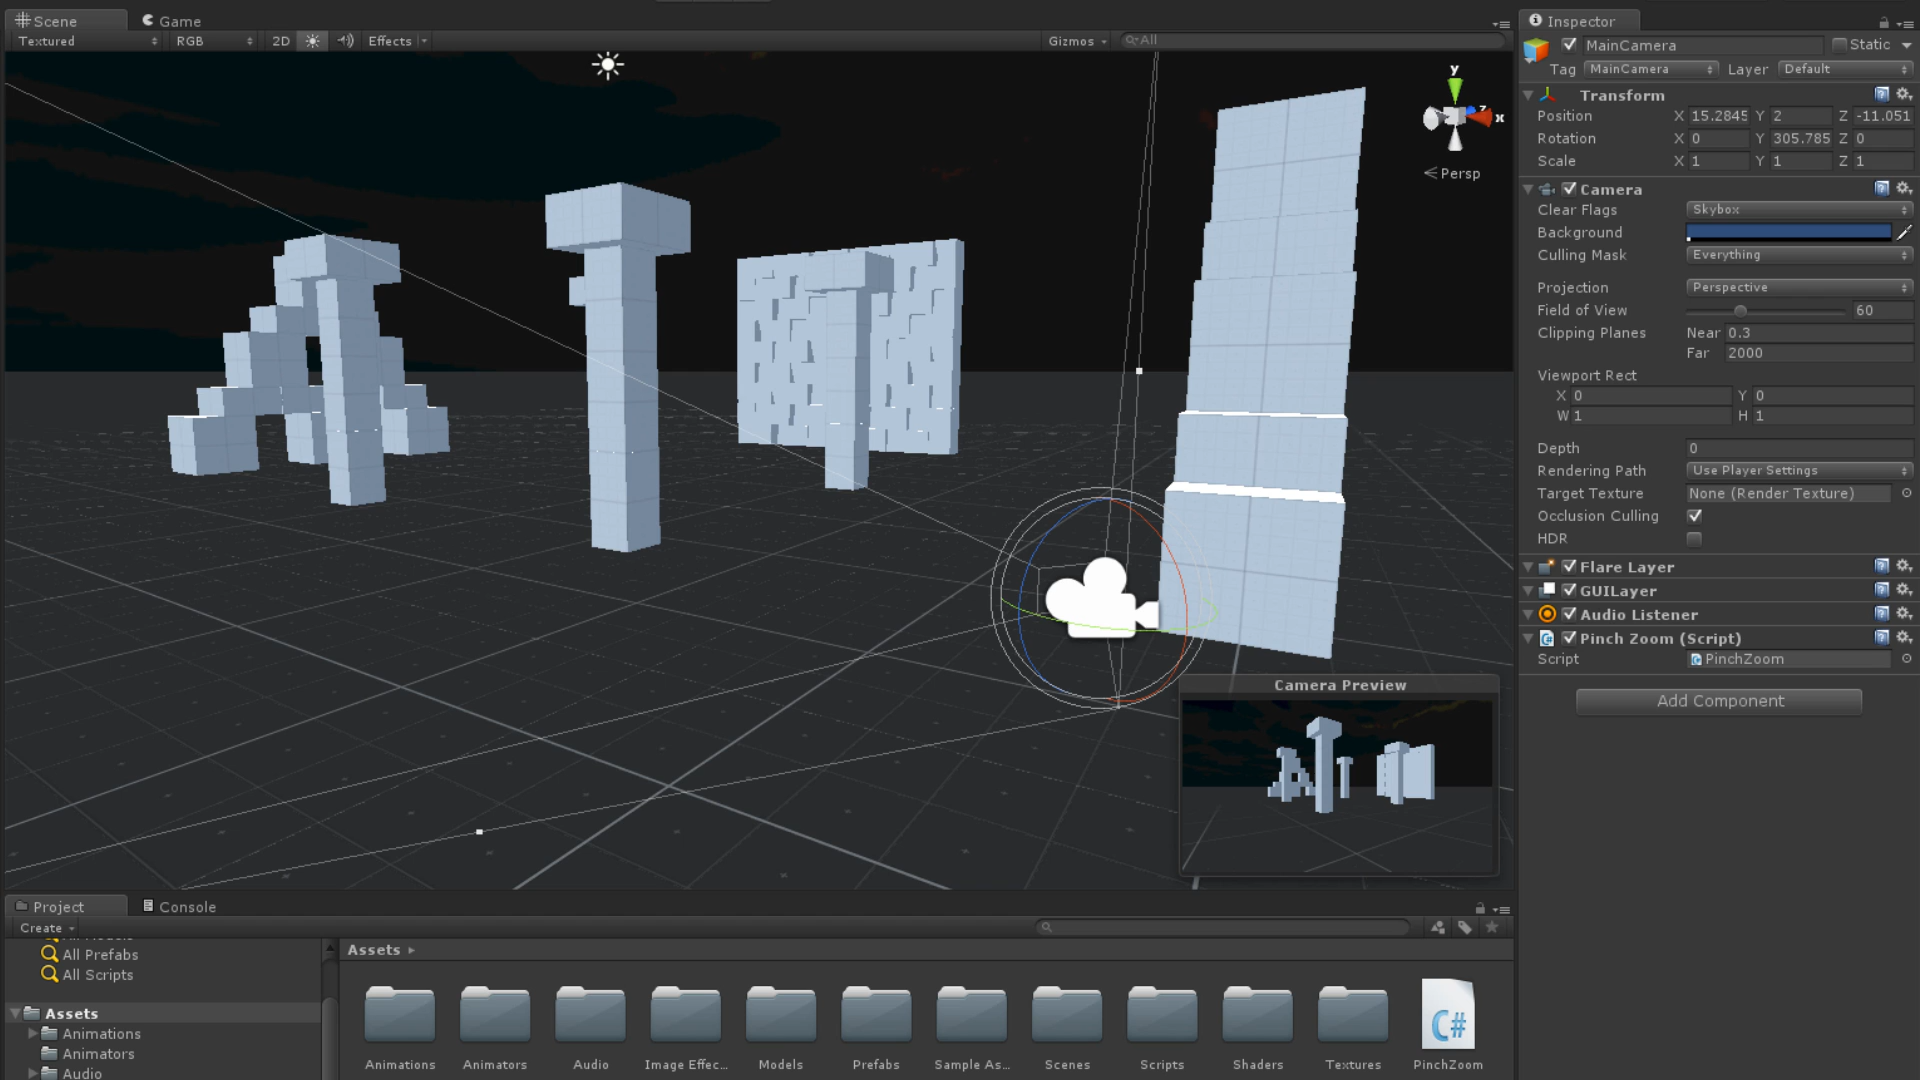 Scene Game
Textured RGB 2D Effects Gizmos All
y
z
x
Persp
Camera Preview
Inspector
MainCamera Static
Tag MainCamera Layer Default
Transform
Position X 15.2845 Y 2 Z -11.051
Rotation X 0 Y 305.785 Z 0
Scale X 1 Y 1 Z 1
Camera
Clear Flags Skybox
Background
Culling Mask Everything
Projection Perspective
Field of View 60
Clipping Planes Near 0.3
Far 2000
Viewport Rect
X 0 Y 0
W 1 H 1
Depth 0
Rendering Path Use Player Settings
Target Texture None (Render Texture)
Occlusion Culling
HDR
Flare Layer
GUILayer
Audio Listener
Pinch Zoom (Script)
Script PinchZoom
Add Component
Project Console
Create
All Prefabs
All Scripts
Assets
Animations
Animators
Audio
Assets
C#
Animations Animators Audio Image Effec... Models Prefabs Sample As... Scenes Scripts Shaders Textures PinchZoom